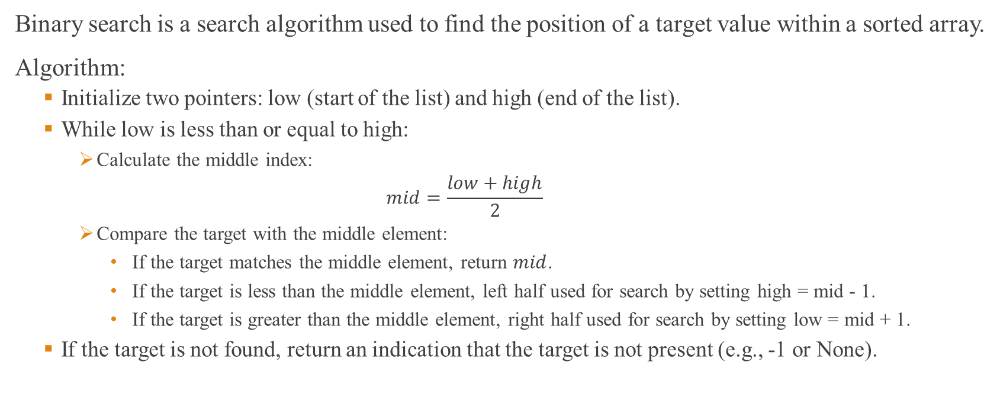 Binary search is a search algorithm used to find the position of a target value within a sorted array.
Algorithm:
▪ Initialize two pointers: low (start of the list) and high (end of the list).
▪ While low is less than or equal to high:
➢ Calculate the middle index:
mid = (low + high) / 2
➢ Compare the target with the middle element:
• If the target matches the middle element, return mid.
• If the target is less than the middle element, left half used for search by setting high = mid - 1.
• If the target is greater than the middle element, right half used for search by setting low = mid + 1.
▪ If the target is not found, return an indication that the target is not present (e.g., -1 or None).